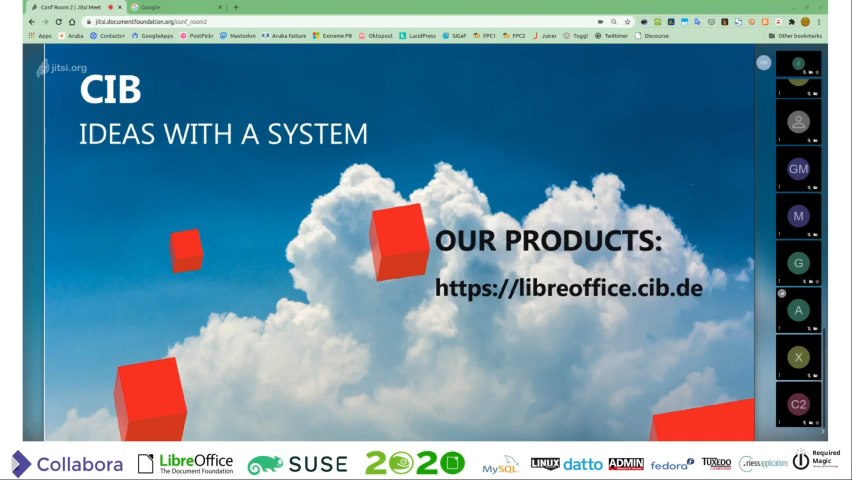 Conf Room 2 | Jitsi Meet
Google
jitsi.documentfoundation.org/conf_room2
Apps Aruba Contacts+ GoogleApps PostPickr Mastodon Aruba Fatture Extreme PR Oktopost LucidPress SIGeF FPC1 FPC2 Juicer Toggl Twittimer Discourse Other bookmarks
jitsi.org
CIB
IDEAS WITH A SYSTEM
OUR PRODUCTS:
https://libreoffice.cib.de
I
GM
M
G
A
X
C2
Collabora LibreOffice The Document Foundation SUSE 2020 MySQL LINUX datto ADMIN fedora TUXEDO riessapplications Required Magic